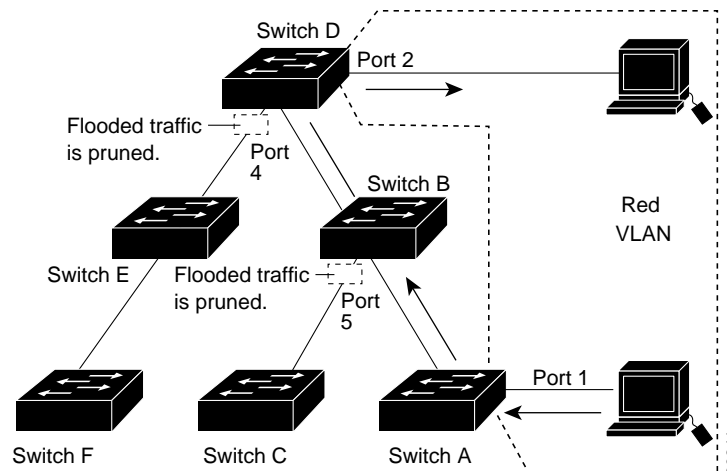 Switch D
Port 2
Flooded traffic
is pruned.
Port
4
Switch B
Red
VLAN
Switch E
Flooded traffic
is pruned.
Port
5
Port 1
Switch F
Switch C
Switch A